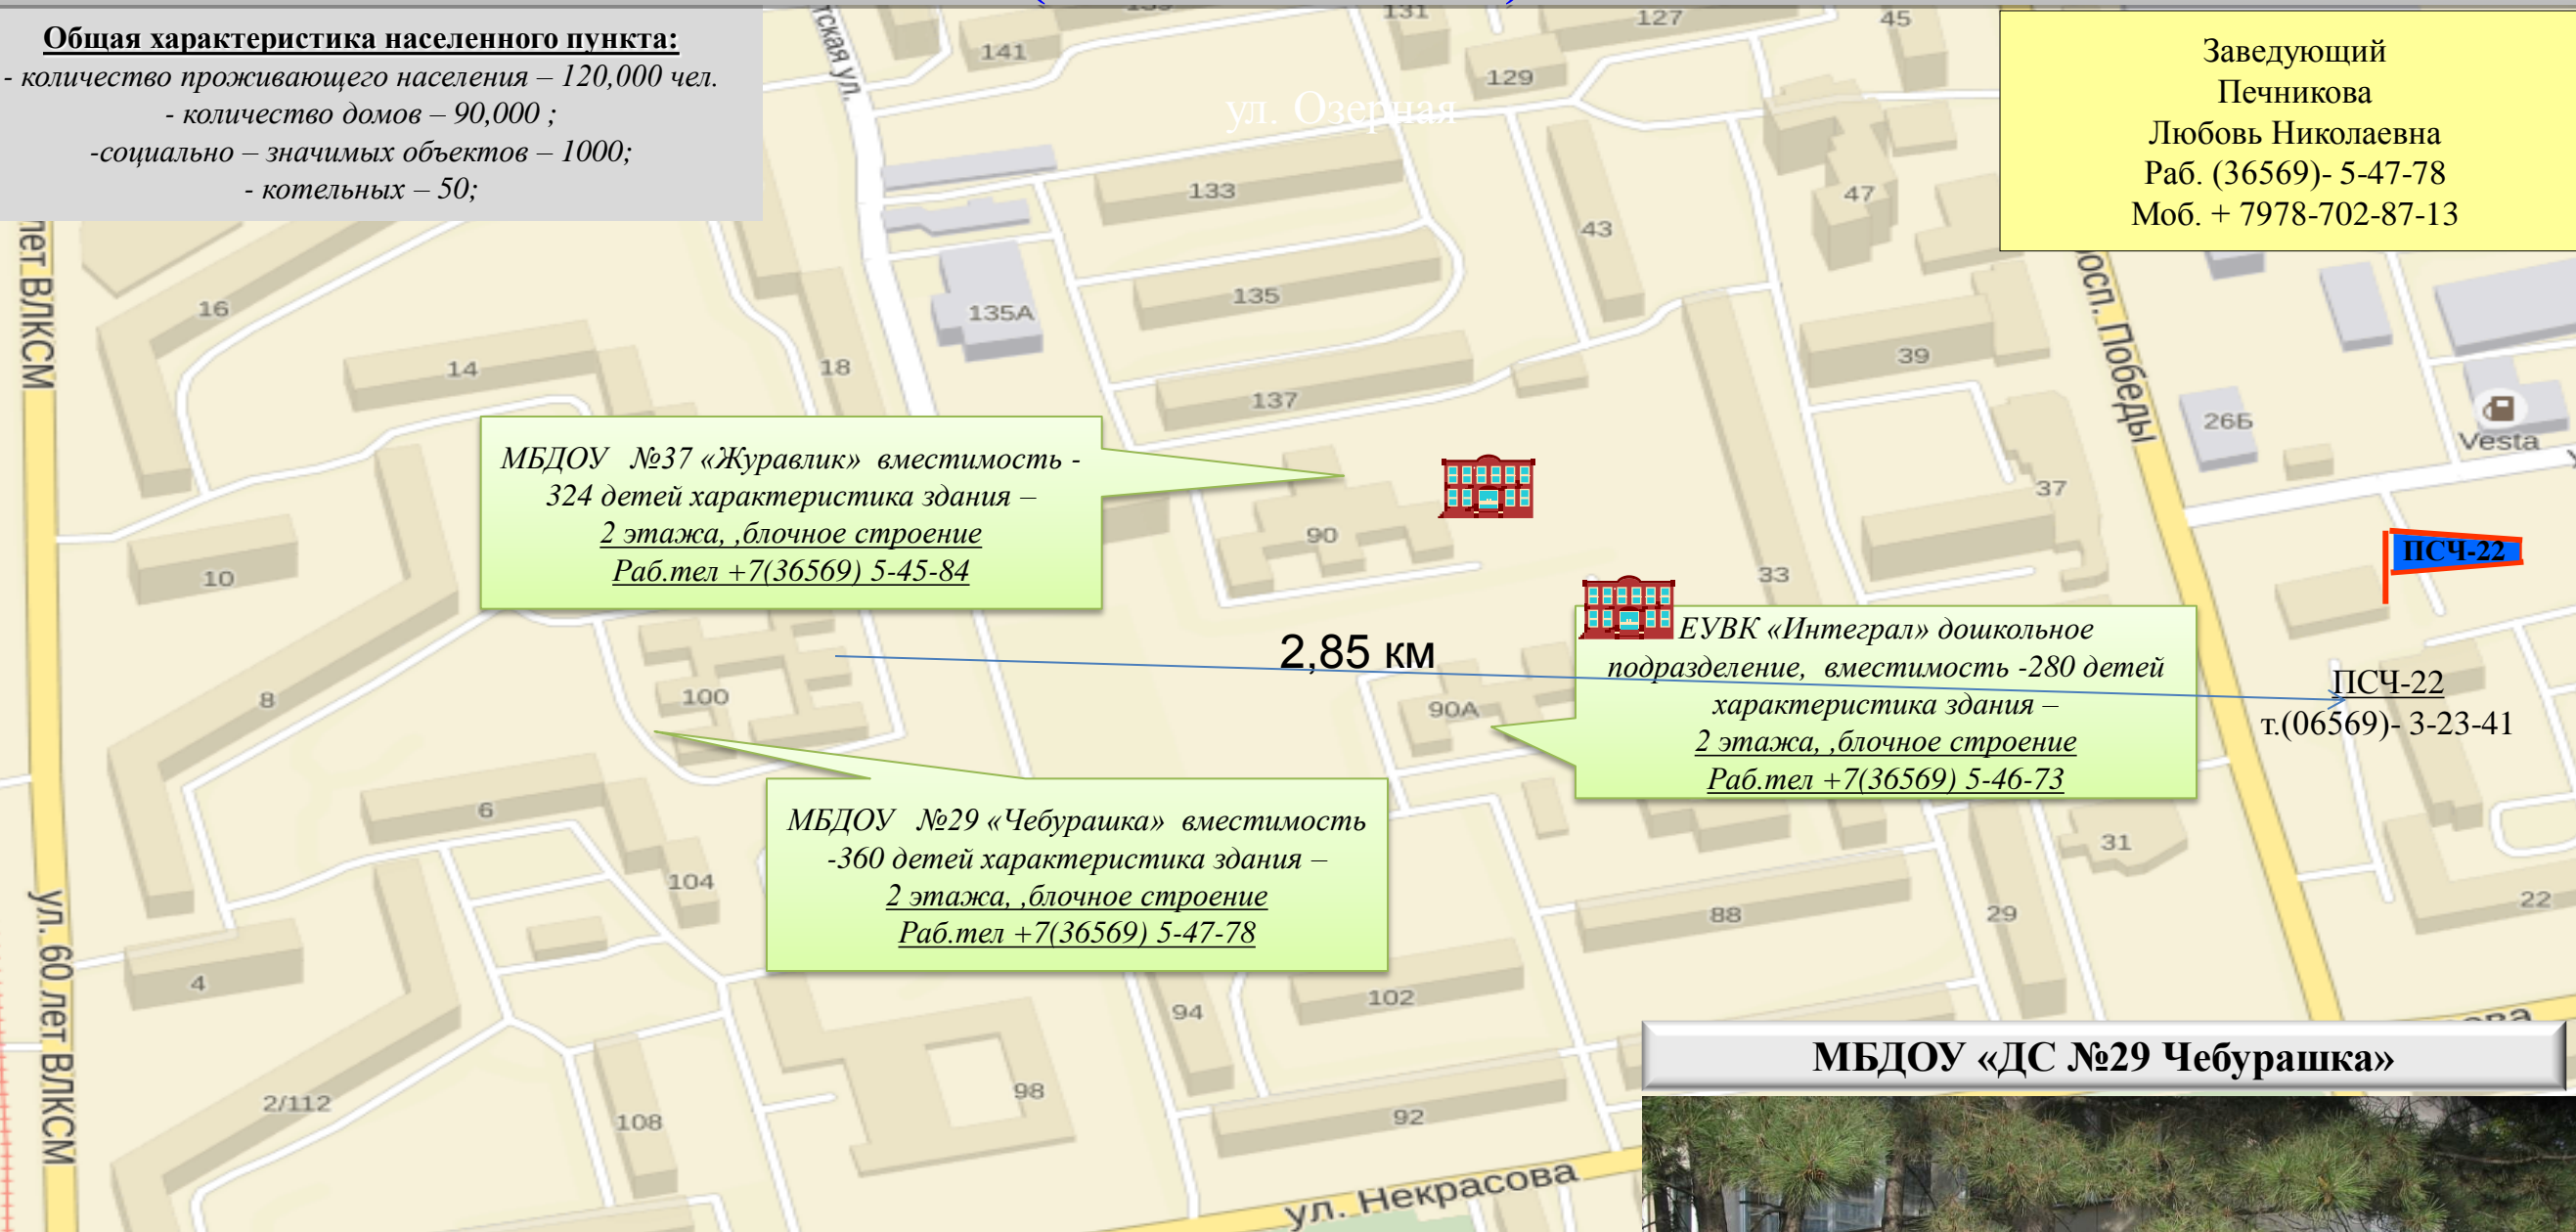 Общая характеристика населенного пункта:
- количество проживающего населения – 120,000 чел.
- количество домов – 90,000 ;
-социально – значимых объектов – 1000;
- котельных – 50;
Заведующий
Печникова
Любовь Николаевна
Раб. (36569)- 5-47-78
Моб. + 7978-702-87-13
ул. Озерная
141
131
127
45
129
133
47
43
135
135А
16
14
18
137
39
26Б
Vesta
37
90
10
33
МБДОУ №37 «Журавлик» вместимость -
324 детей характеристика здания –
2 этажа, ,блочное строение
Раб.тел +7(36569) 5-45-84
ПСЧ-22
2,85 км
ЕУВК «Интеграл» дошкольное
подразделение, вместимость -280 детей
характеристика здания –
2 этажа, ,блочное строение
Раб.тел +7(36569) 5-46-73
ПСЧ-22
т.(06569)- 3-23-41
8
100
90А
МБДОУ №29 «Чебурашка» вместимость
-360 детей характеристика здания –
2 этажа, ,блочное строение
Раб.тел +7(36569) 5-47-78
6
31
104
88
29
22
4
94
102
2/112
98
108
92
лет ВЛКСМ
ул. 60 лет ВЛКСМ
тская ул.
осп. Победы
ул. Некрасова
МБДОУ «ДС №29 Чебурашка»